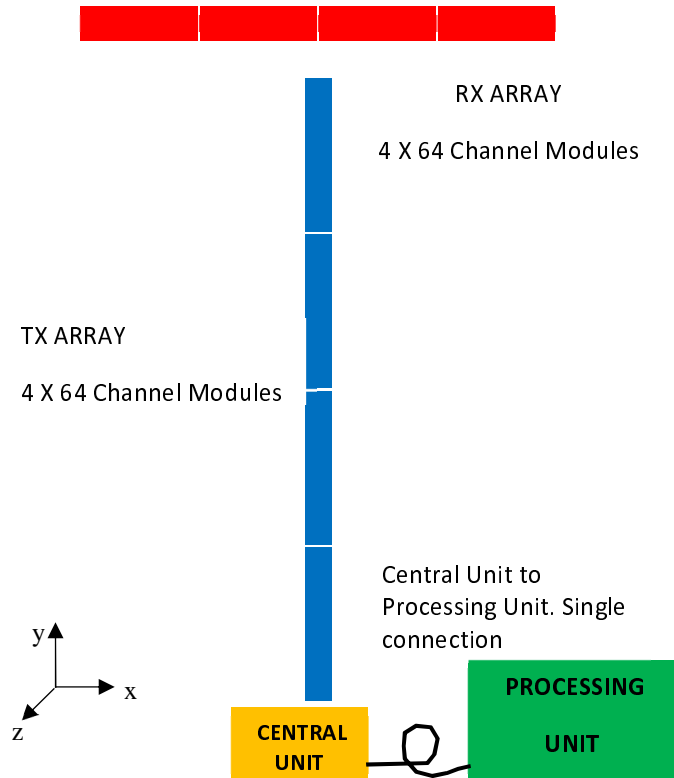 RX ARRAY
4 X 64 Channel Modules
TX ARRAY
4 X 64 Channel Modules
Central Unit to
Processing Unit. Single
connection
y
x
z
PROCESSING
UNIT
CENTRAL
UNIT